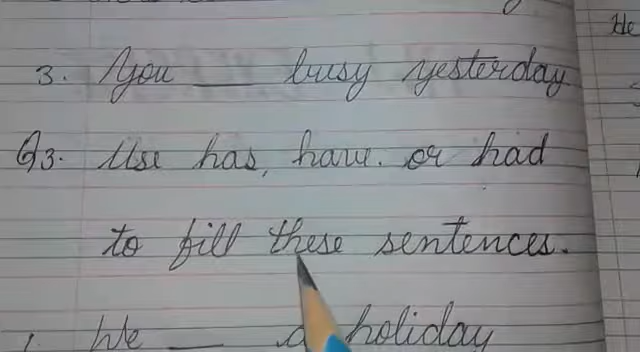 He
3. You ___ busy yesterday
Q3. Use has, have. or had
to fill these sentences.
1. We ___ a holiday